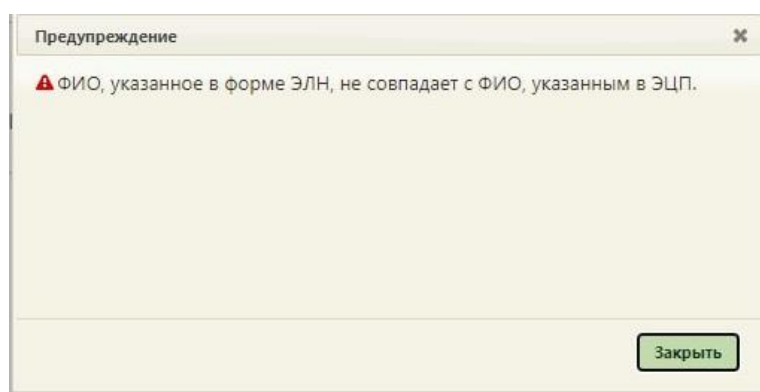 Предупреждение
ФИО, указанное в форме ЭЛН, не совпадает с ФИО, указанным в ЭЦП.
Закрыть